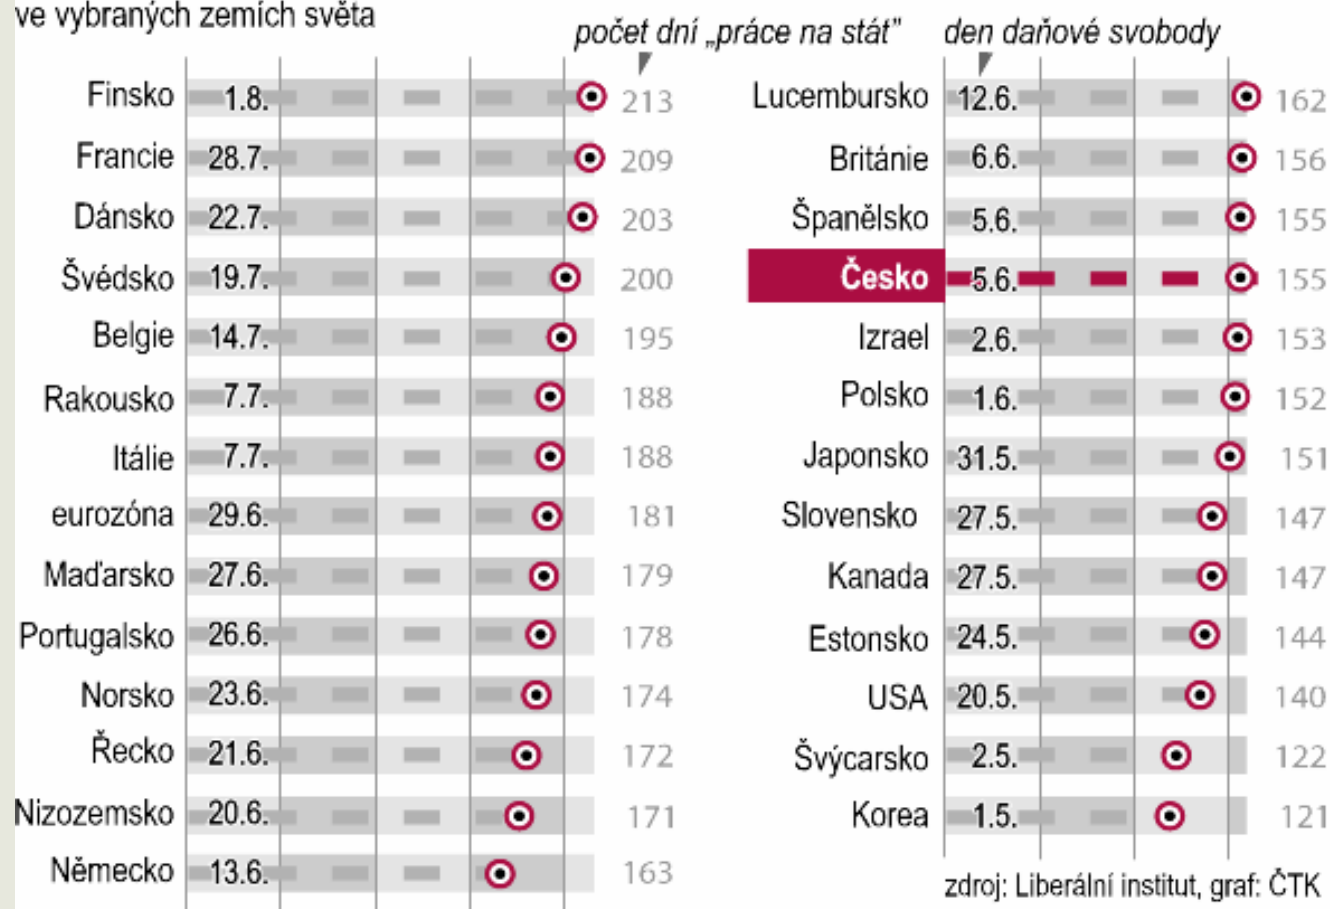 ve vybraných zemích světa
počet dní „práce na stát”
den daňové svobody
Finsko 1.8. 213
Francie 28.7. 209
Dánsko 22.7. 203
Švédsko 19.7. 200
Belgie 14.7. 195
Rakousko 7.7. 188
Itálie 7.7. 188
eurozóna 29.6. 181
Maďarsko 27.6. 179
Portugalsko 26.6. 178
Norsko 23.6. 174
Řecko 21.6. 172
Nizozemsko 20.6. 171
Německo 13.6. 163
Lucembursko 12.6. 162
Británie 6.6. 156
Španělsko 5.6. 155
Česko 5.6. 155
Izrael 2.6. 153
Polsko 1.6. 152
Japonsko 31.5. 151
Slovensko 27.5. 147
Kanada 27.5. 147
Estonsko 24.5. 144
USA 20.5. 140
Švýcarsko 2.5. 122
Korea 1.5. 121
zdroj: Liberální institut, graf: ČTK